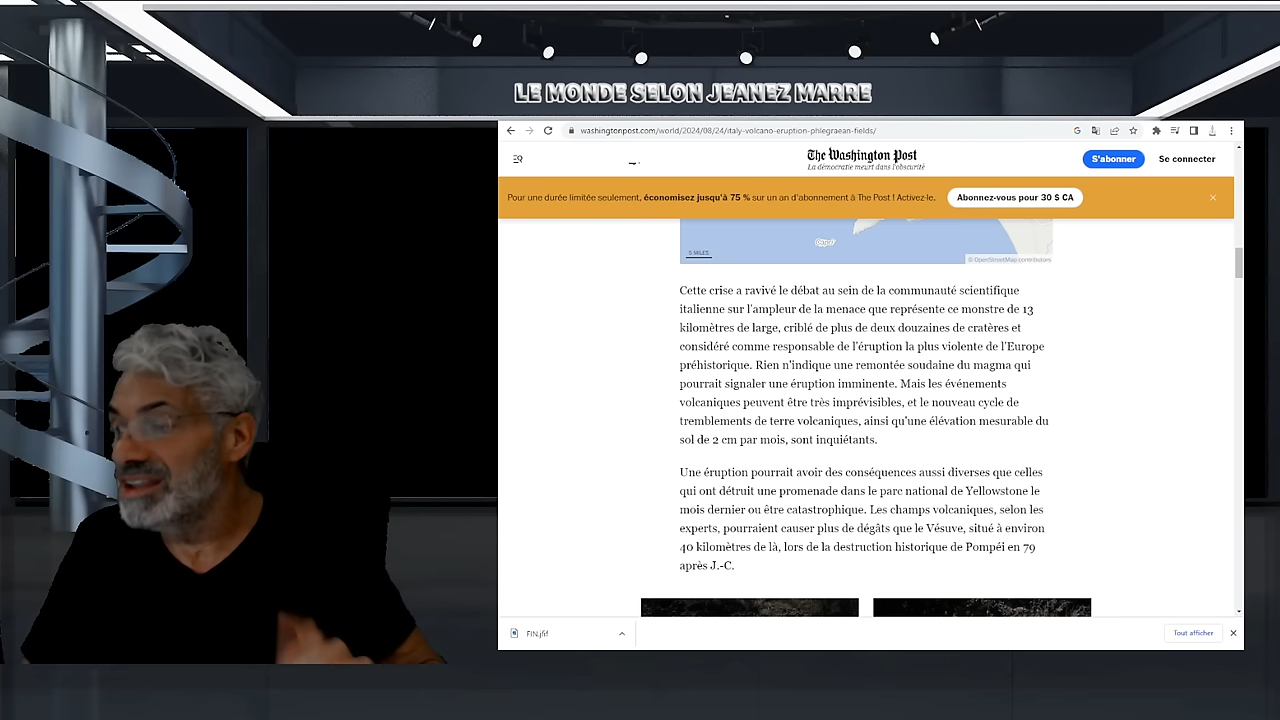 LE MONDE SELON JEANEZ MARRE
washingtonpost.com/world/2024/08/24/italy-volcano-eruption-phlegraean-fields/
The Washington Post
La démocratie meurt dans l'obscurité
S'abonner
Se connecter
Pour une durée limitée seulement, économisez jusqu'à 75 % sur un an d'abonnement à The Post ! Activez-le.
Abonnez-vous pour 30 $ CA
Capri
5 MILES
© OpenStreetMap contributors
Cette crise a ravivé le débat au sein de la communauté scientifique
italienne sur l'ampleur de la menace que représente ce monstre de 13
kilomètres de large, criblé de plus de deux douzaines de cratères et
considéré comme responsable de l'éruption la plus violente de l'Europe
préhistorique. Rien n'indique une remontée soudaine du magma qui
pourrait signaler une éruption imminente. Mais les événements
volcaniques peuvent être très imprévisibles, et le nouveau cycle de
tremblements de terre volcaniques, ainsi qu'une élévation mesurable du
sol de 2 cm par mois, sont inquiétants.
Une éruption pourrait avoir des conséquences aussi diverses que celles
qui ont détruit une promenade dans le parc national de Yellowstone le
mois dernier ou être catastrophique. Les champs volcaniques, selon les
experts, pourraient causer plus de dégâts que le Vésuve, situé à environ
40 kilomètres de là, lors de la destruction historique de Pompéi en 79
après J.-C.
FIN.jfif
Tout afficher